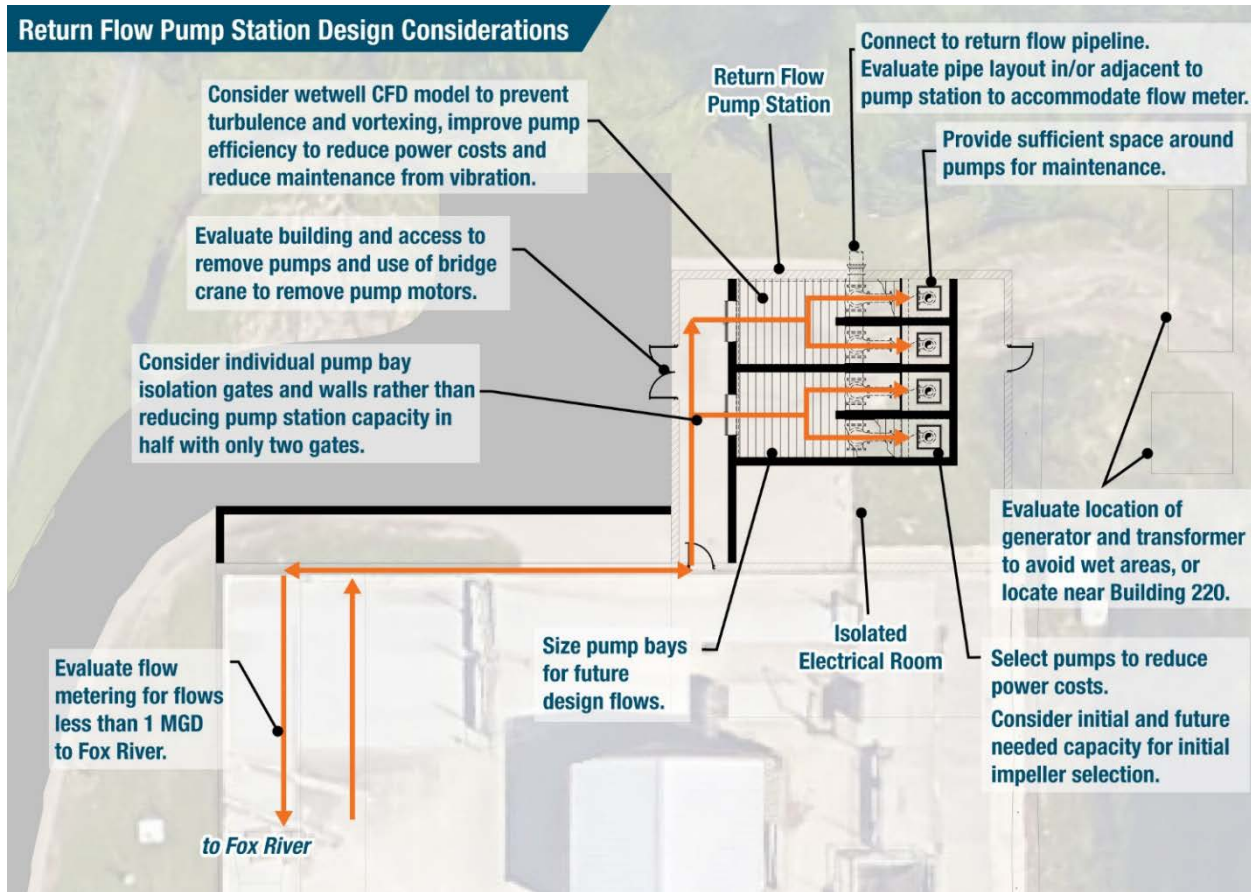 Return Flow Pump Station Design Considerations
Consider wetwell CFD model to prevent
turbulence and vortexing, improve pump
efficiency to reduce power costs and
reduce maintenance from vibration.
Return Flow
Pump Station
Connect to return flow pipeline.
Evaluate pipe layout in/or adjacent to
pump station to accommodate flow meter.
Provide sufficient space around
pumps for maintenance.
Evaluate building and access to
remove pumps and use of bridge
crane to remove pump motors.
Consider individual pump bay
isolation gates and walls rather than
reducing pump station capacity in
half with only two gates.
Evaluate location of
generator and transformer
to avoid wet areas, or
locate near Building 220.
Evaluate flow
metering for flows
less than 1 MGD
to Fox River.
Size pump bays
for future
design flows.
Isolated
Electrical Room
Select pumps to reduce
power costs.
Consider initial and future
needed capacity for initial
impeller selection.
to Fox River